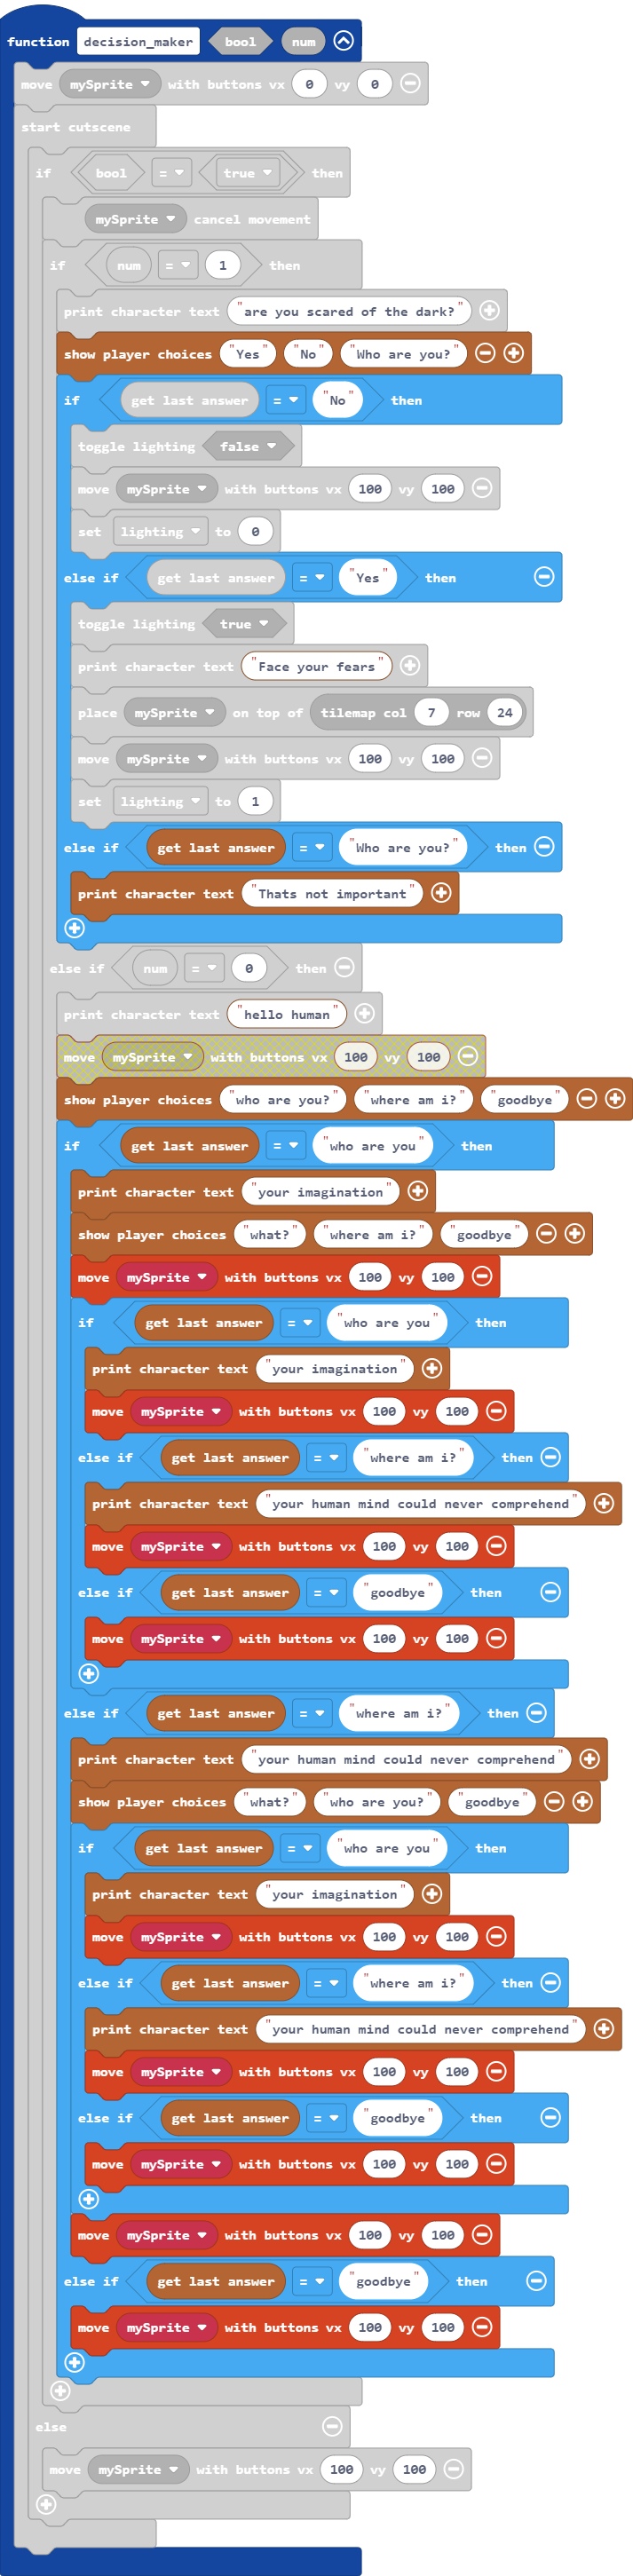 function decision_maker bool num
move mySprite with buttons vx 0 vy 0
start cutscene
if bool = true then
mySprite cancel movement
if num = 1 then
print character text "are you scared of the dark?"
show player choices "Yes" "No" "Who are you?"
if get last answer = "No" then
toggle lighting false
move mySprite with buttons vx 100 vy 100
set lighting to 0
else if get last answer = "Yes" then
toggle lighting true
print character text "Face your fears"
place mySprite on top of tilemap col 7 row 24
move mySprite with buttons vx 100 vy 100
set lighting to 1
else if get last answer = "Who are you?" then
print character text "Thats not important"
else if num = 0 then
print character text "hello human"
move mySprite with buttons vx 100 vy 100
show player choices "who are you?" "where am i?" "goodbye"
if get last answer = "who are you" then
print character text "your imagination"
show player choices "what?" "where am i?" "goodbye"
move mySprite with buttons vx 100 vy 100
if get last answer = "who are you" then
print character text "your imagination"
move mySprite with buttons vx 100 vy 100
else if get last answer = "where am i?" then
print character text "your human mind could never comprehend"
move mySprite with buttons vx 100 vy 100
else if get last answer = "goodbye" then
move mySprite with buttons vx 100 vy 100
else if get last answer = "where am i?" then
print character text "your human mind could never comprehend"
show player choices "what?" "who are you?" "goodbye"
if get last answer = "who are you" then
print character text "your imagination"
move mySprite with buttons vx 100 vy 100
else if get last answer = "where am i?" then
print character text "your human mind could never comprehend"
move mySprite with buttons vx 100 vy 100
else if get last answer = "goodbye" then
move mySprite with buttons vx 100 vy 100
move mySprite with buttons vx 100 vy 100
else if get last answer = "goodbye" then
move mySprite with buttons vx 100 vy 100
else
move mySprite with buttons vx 100 vy 100